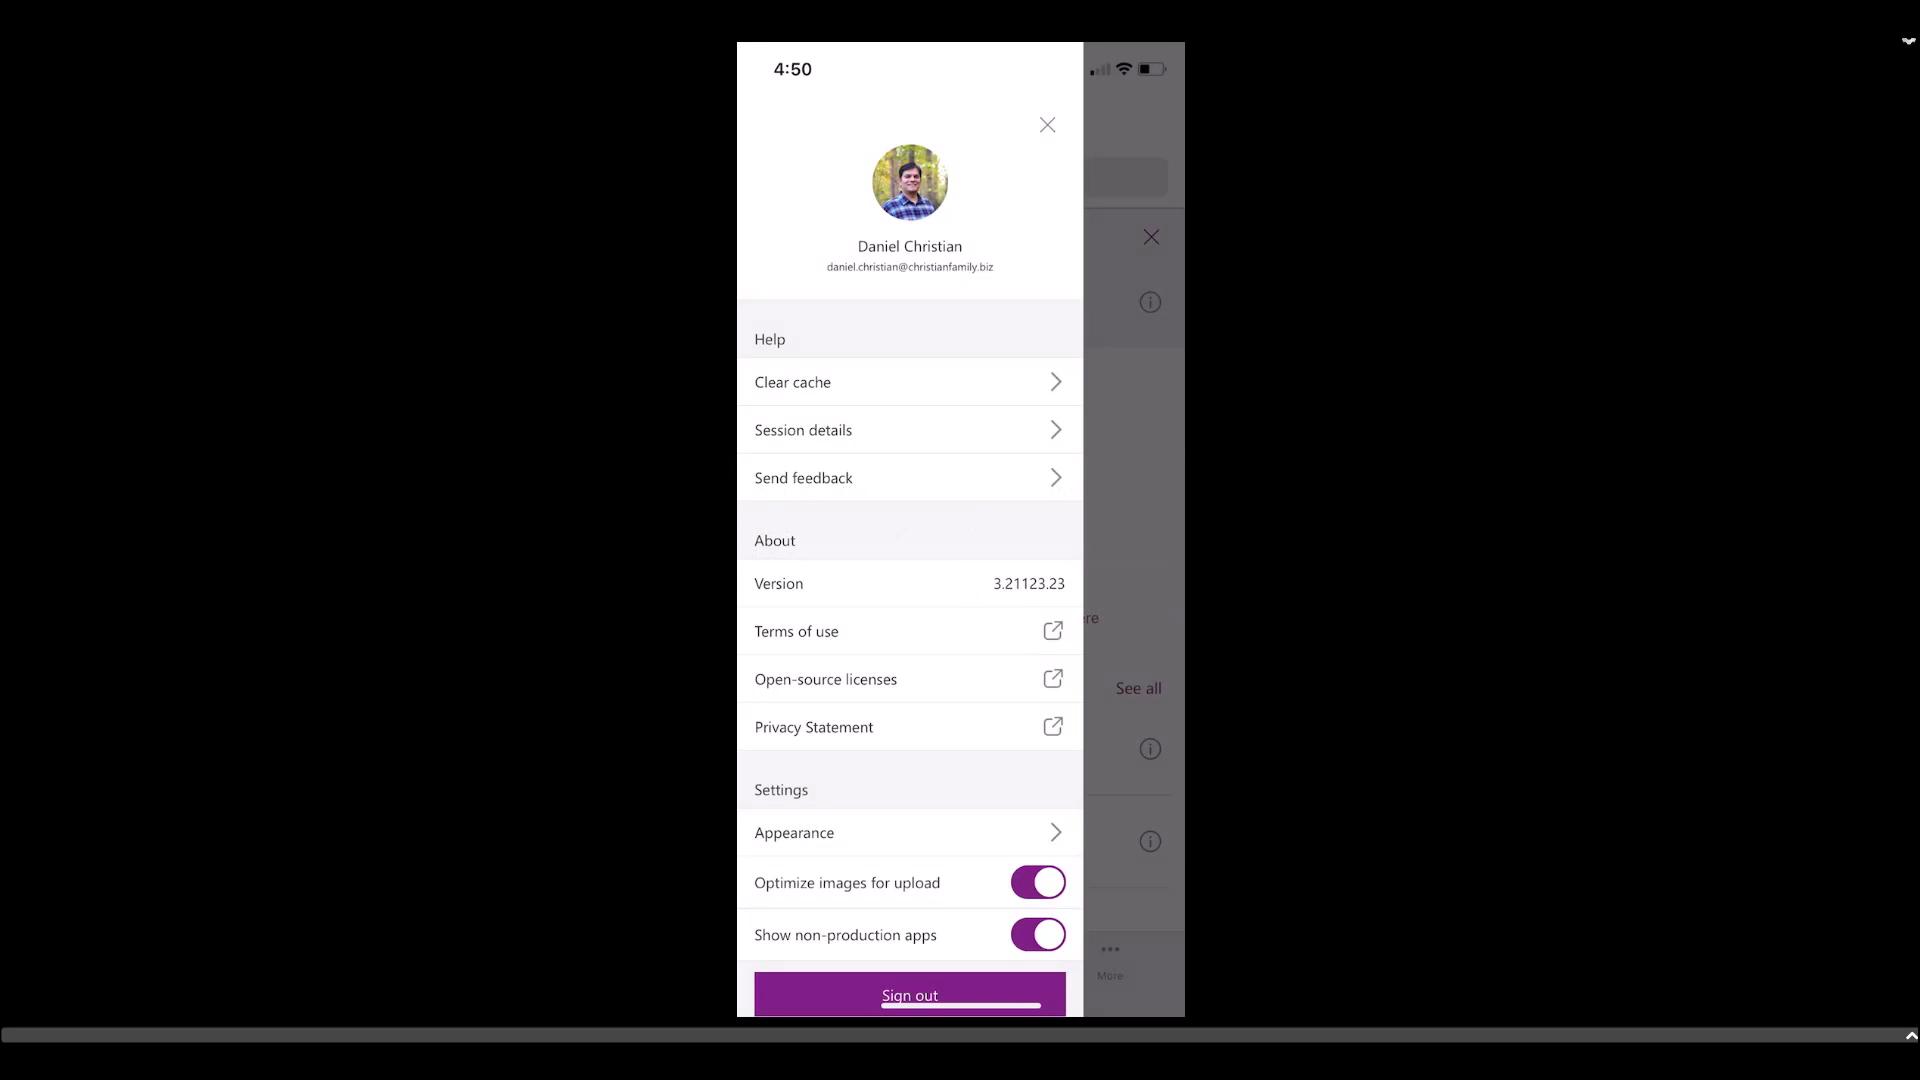 4:50
Daniel Christian
daniel.christian@christianfamily.biz
Help
Clear cache
Session details
Send feedback
About
Version 3.21123.23
Terms of use
Open-source licenses
Privacy Statement
See all
Settings
Appearance
Optimize images for upload
Show non-production apps
More
Sign out